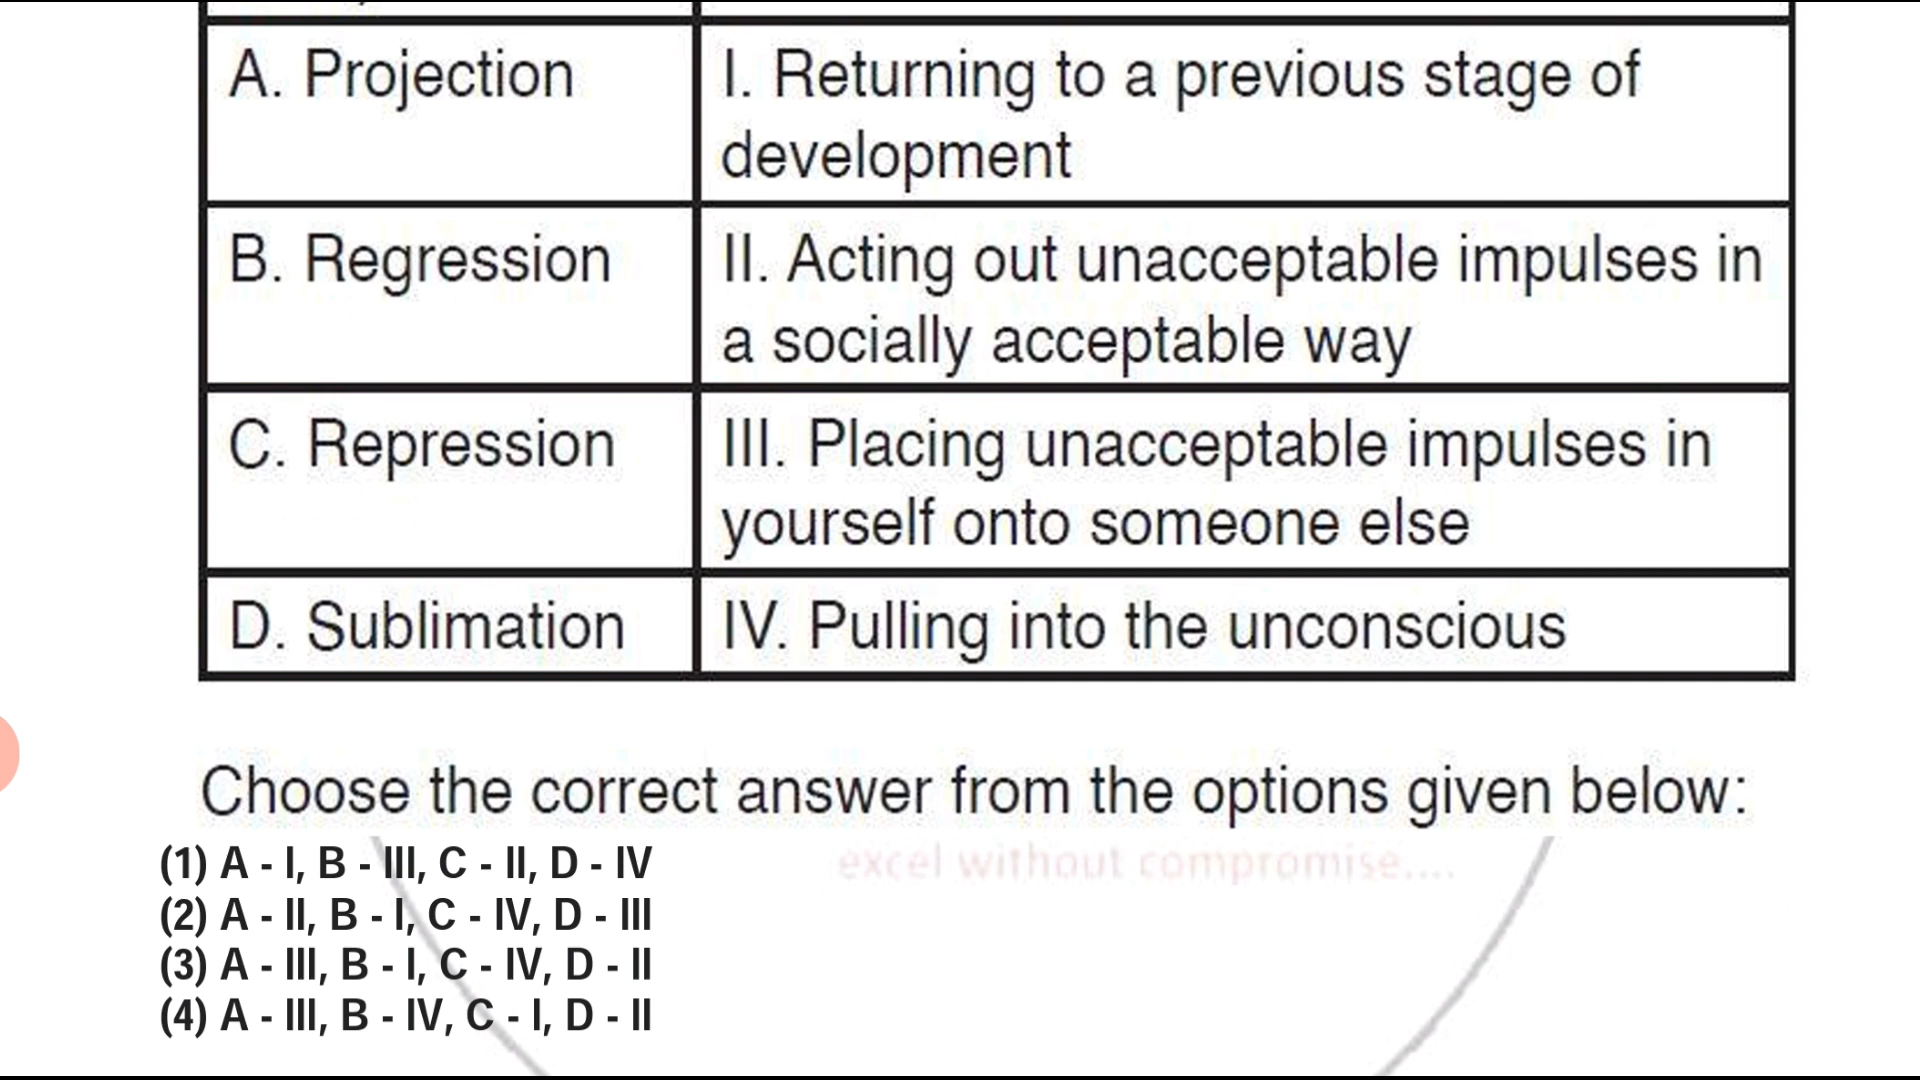 A. Projection
I. Returning to a previous stage of
development
B. Regression
II. Acting out unacceptable impulses in
a socially acceptable way
C. Repression
III. Placing unacceptable impulses in
yourself onto someone else
D. Sublimation
IV. Pulling into the unconscious
Choose the correct answer from the options given below:
excel without compromise....
(1) A - I, B - III, C - II, D - IV
(2) A - II, B - I, C - IV, D - III
(3) A - III, B - I, C - IV, D - II
(4) A - III, B - IV, C - I, D - II